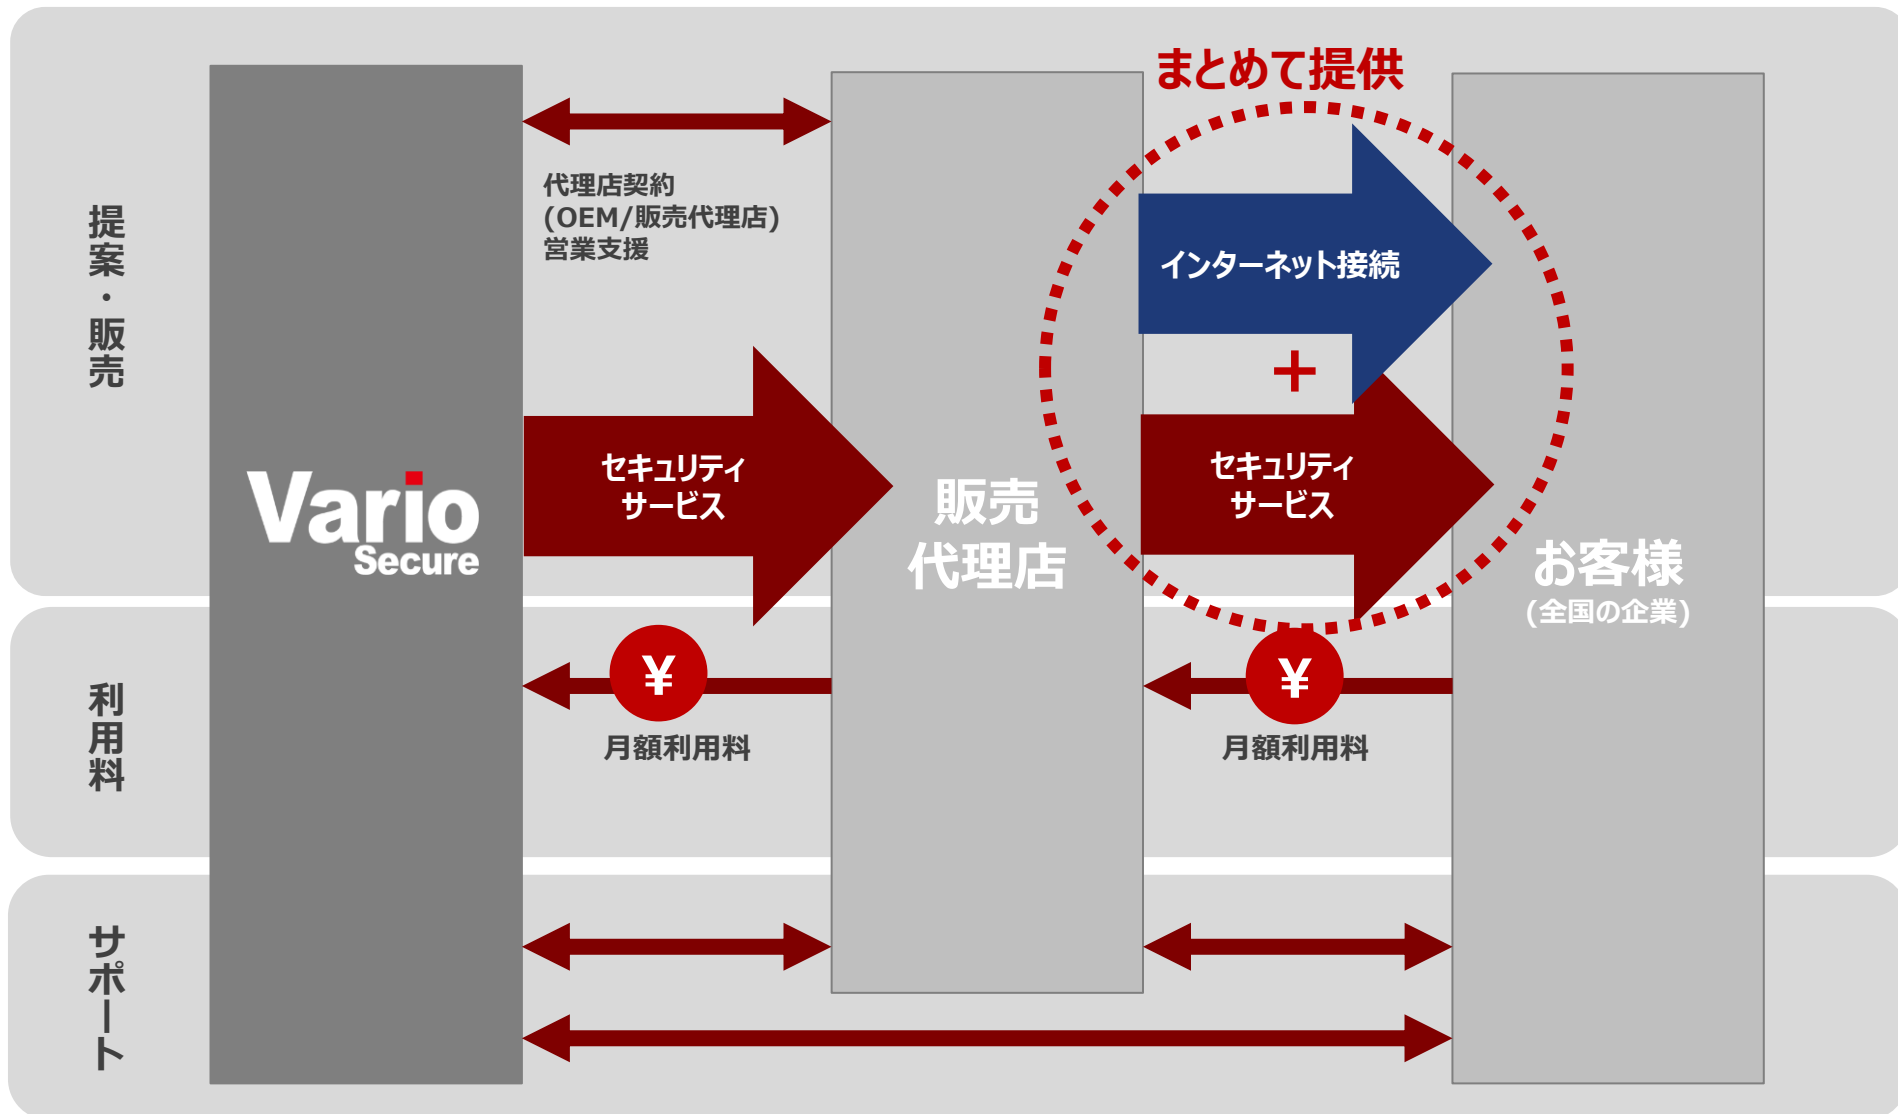 まとめて提供
代理店契約
(OEM/販売代理店)
営業支援
提案・販売
インターネット接続
+
セキュリティ
サービス
セキュリティ
サービス
Vario
Secure
販売
代理店
お客様
(全国の企業)
利用料
¥
月額利用料
¥
月額利用料
サポート